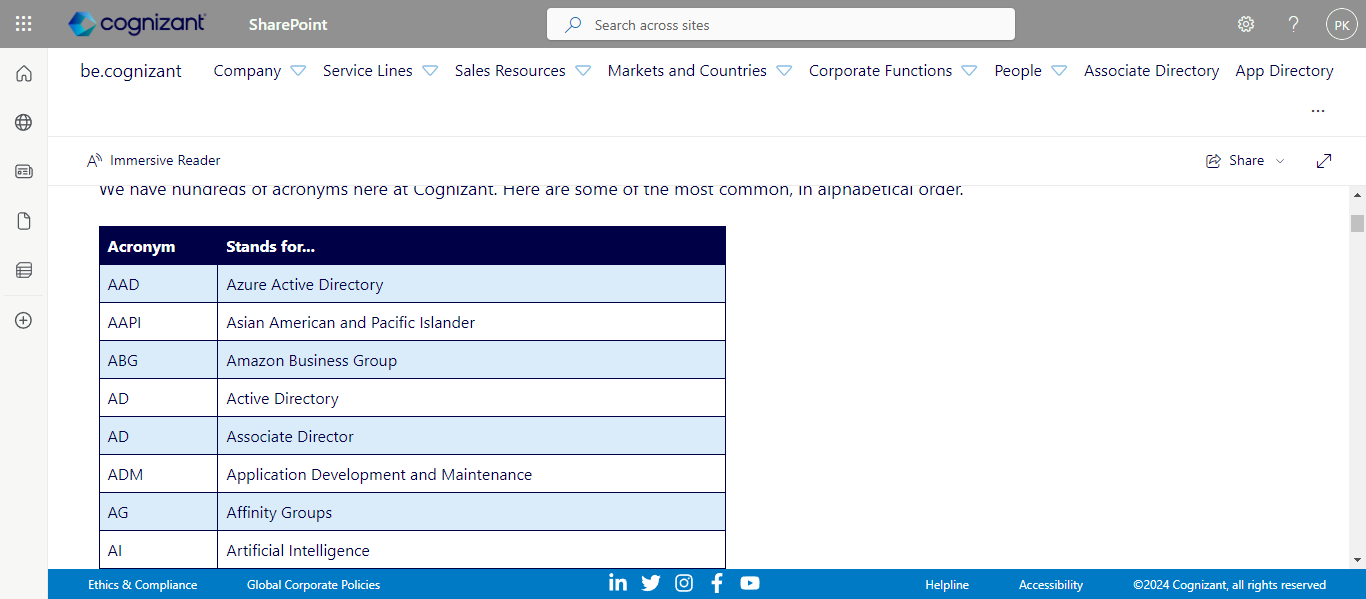 cognizant SharePoint Search across sites ? PK
be.cognizant Company Service Lines Sales Resources Markets and Countries Corporate Functions People Associate Directory App Directory
...
Immersive Reader Share
We have hundreds of acronyms here at Cognizant. Here are some of the most common, in alphabetical order.
Acronym Stands for...
AAD Azure Active Directory
AAPI Asian American and Pacific Islander
ABG Amazon Business Group
AD Active Directory
AD Associate Director
ADM Application Development and Maintenance
AG Affinity Groups
AI Artificial Intelligence
Ethics & Compliance Global Corporate Policies Helpline Accessibility ©2024 Cognizant, all rights reserved